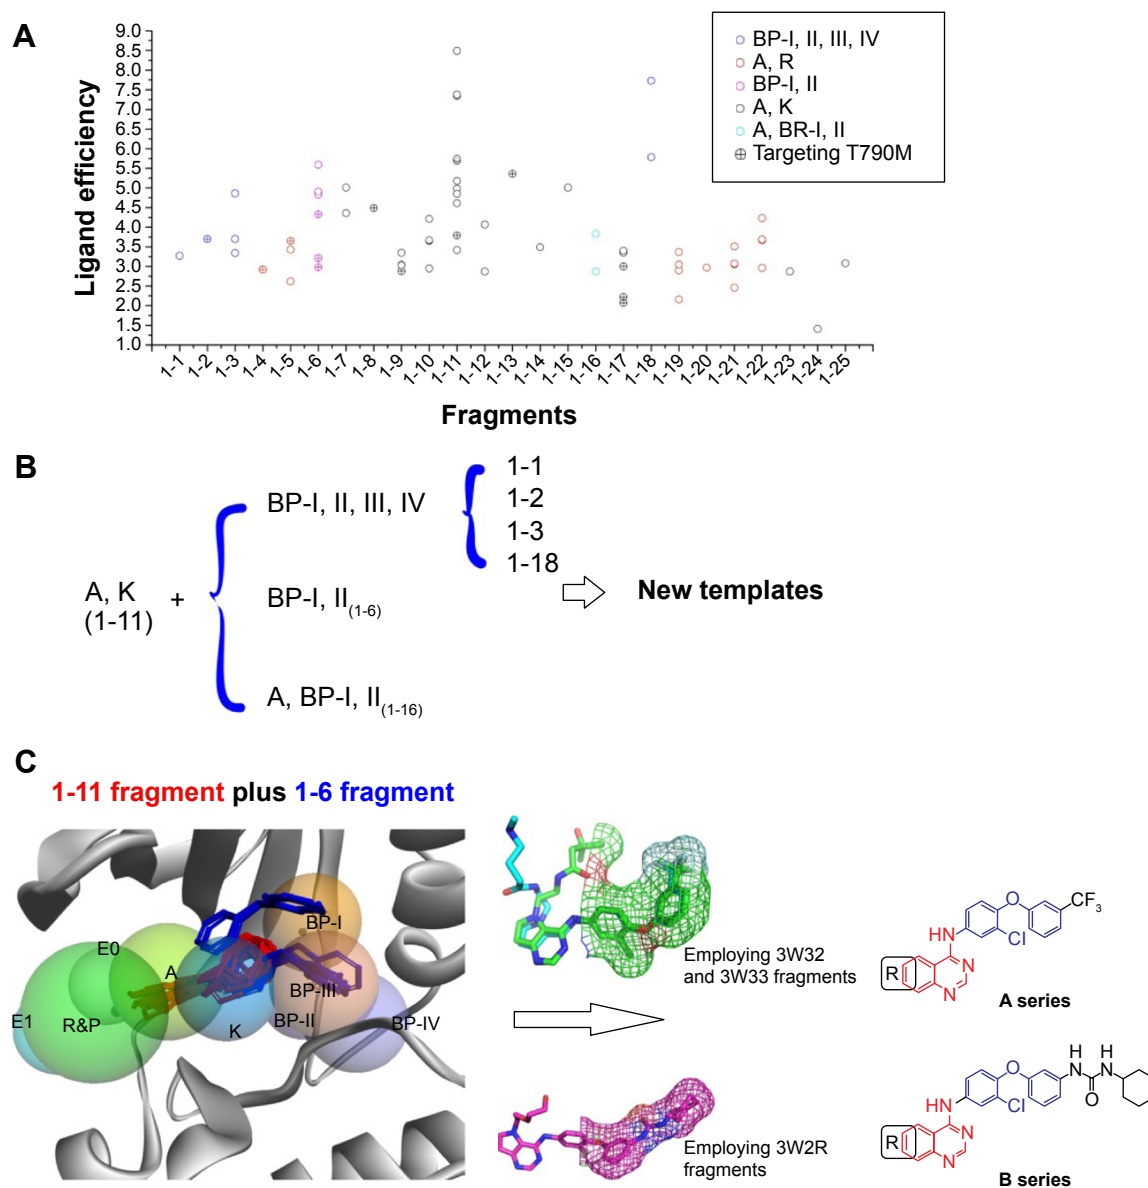 A
Ligand efficiency
9.0
8.5
8.0
7.5
7.0
6.5
6.0
5.5
5.0
4.5
4.0
3.5
3.0
2.5
2.0
1.5
1.0
1-1
1-2
1-3
1-4
1-5
1-6
1-7
1-8
1-9
1-10
1-11
1-12
1-13
1-14
1-15
1-16
1-17
1-18
1-19
1-20
1-21
1-22
1-23
1-24
1-25
Fragments
BP-I, II, III, IV
A, R
BP-I, II
A, K
A, BR-I, II
Targeting T790M
B
A, K
(1-11)
+
BP-I, II, III, IV
1-1
1-2
1-3
1-18
BP-I, II(1-6)
A, BP-I, II(1-16)
New templates
C
1-11 fragment plus 1-6 fragment
E0
E1
R&P
A
K
BP-I
BP-III
BP-II
BP-IV
Employing 3W32
and 3W33 fragments
Employing 3W2R
fragments
O
CF3
Cl
HN
R
N
N
A series
H
H
N
N
O
O
Cl
HN
R
N
N
B series